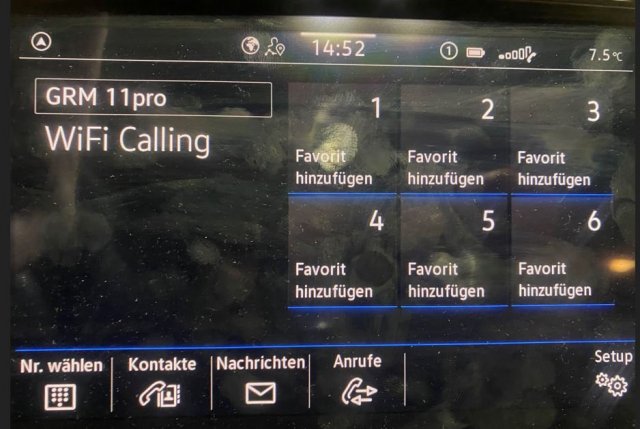 14:52
1
7.5°C
GRM 11pro
WiFi Calling
1
Favorit
hinzufügen
2
Favorit
hinzufügen
3
Favorit
hinzufügen
4
Favorit
hinzufügen
5
Favorit
hinzufügen
6
Favorit
hinzufügen
Nr. wählen
Kontakte
Nachrichten
Anrufe
Setup